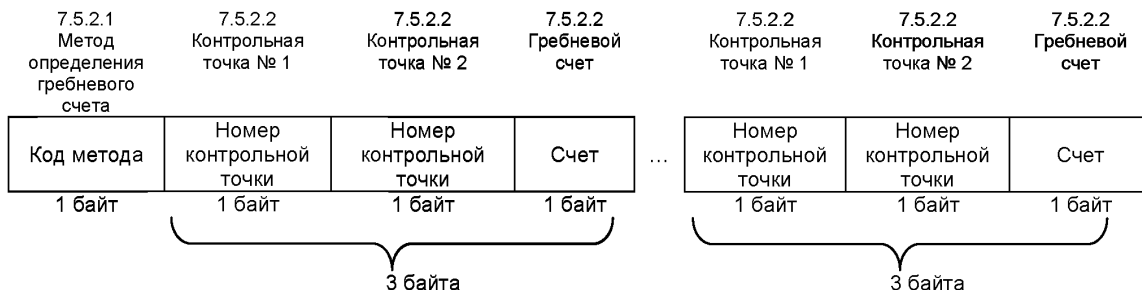 7.5.2.1 7.5.2.2 7.5.2.2 7.5.2.2 7.5.2.2 7.5.2.2 7.5.2.2
Метод Контрольная Контрольная Гребневой Контрольная Контрольная Гребневой
определения точка № 1 точка № 2 счет точка № 1 точка № 2 счет
гребневого
счета
Номер Номер Номер Номер
Код метода контрольной контрольной Счет ... контрольной контрольной Счет
точки точки точки точки
1 байт 1 байт 1 байт 1 байт 1 байт 1 байт 1 байт
3 байта 3 байта